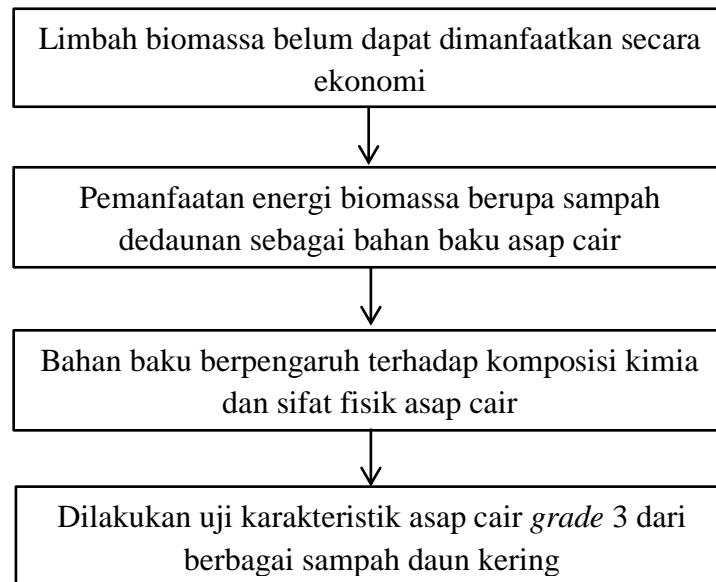 Limbah biomassa belum dapat dimanfaatkan secara
ekonomi
Pemanfaatan energi biomassa berupa sampah
dedaunan sebagai bahan baku asap cair
Bahan baku berpengaruh terhadap komposisi kimia
dan sifat fisik asap cair
Dilakukan uji karakteristik asap cair grade 3 dari
berbagai sampah daun kering